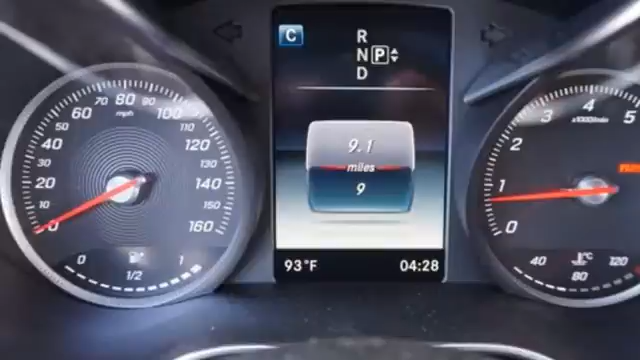 C
R
N P
D
9.1
miles
9
93°F 04:28
0 10 20 30 40 50 60 70 80 90 100 110 120 130 140 150 160
mph
0 1/2 1
0 1 2 3 4 5
x1000/min
40 80 120
°C